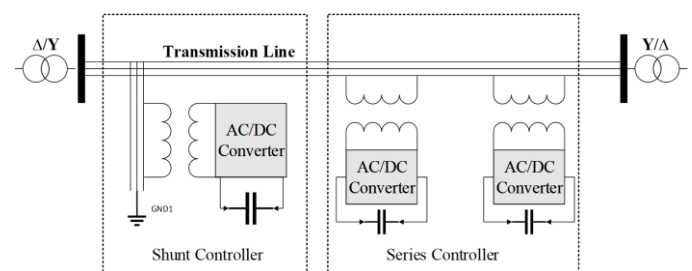 Δ/Y
Transmission Line
Y/Δ
AC/DC
Converter
GND1
AC/DC
Converter
AC/DC
Converter
Shunt Controller
Series Controller